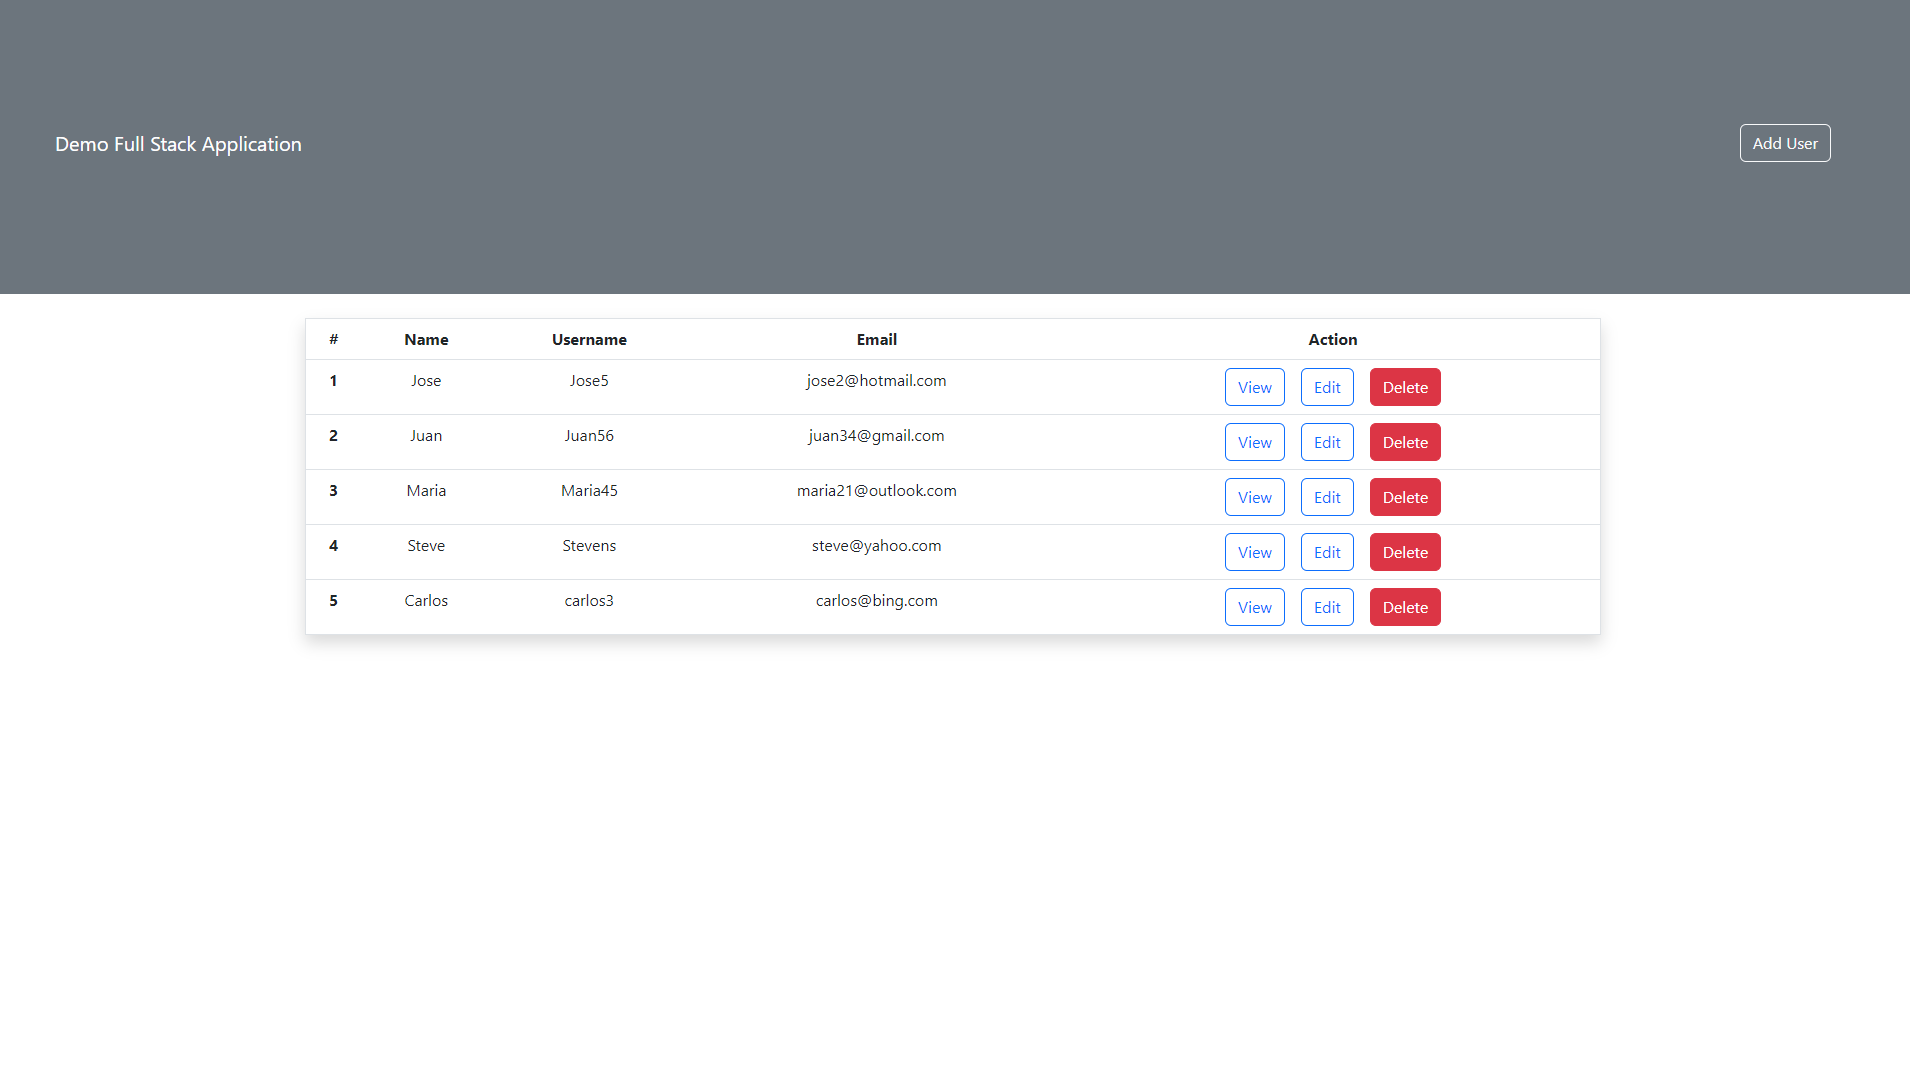 Demo Full Stack Application Add User
# Name Username Email Action
1 Jose Jose5 jose2@hotmail.com View Edit Delete
2 Juan Juan56 juan34@gmail.com View Edit Delete
3 Maria Maria45 maria21@outlook.com View Edit Delete
4 Steve Stevens steve@yahoo.com View Edit Delete
5 Carlos carlos3 carlos@bing.com View Edit Delete